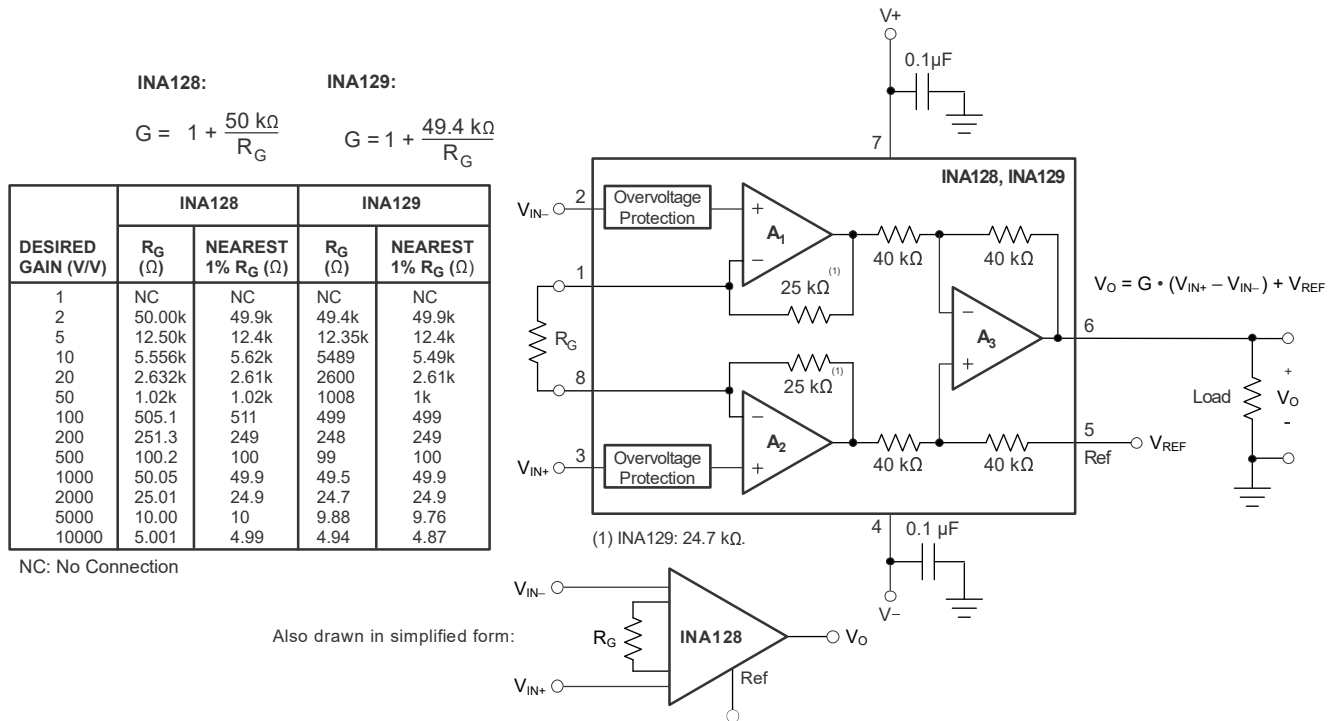 INA128:
G = 1 + 50 kΩ / R_G
INA129:
G = 1 + 49.4 kΩ / R_G
INA128 INA129
DESIRED GAIN (V/V) R_G (Ω) NEAREST 1% R_G (Ω) R_G (Ω) NEAREST 1% R_G (Ω)
1 NC NC NC NC
2 50.00k 49.9k 49.4k 49.9k
5 12.50k 12.4k 12.35k 12.4k
10 5.556k 5.62k 5489 5.49k
20 2.632k 2.61k 2600 2.61k
50 1.02k 1.02k 1008 1k
100 505.1 511 499 499
200 251.3 249 248 249
500 100.2 100 99 100
1000 50.05 49.9 49.5 49.9
2000 25.01 24.9 24.7 24.9
5000 10.00 10 9.88 9.76
10000 5.001 4.99 4.94 4.87
NC: No Connection
V+
0.1µF
7
INA128, INA129
V_IN– 2
Overvoltage
Protection
+
A_1
–
1
25 kΩ (1)
40 kΩ
40 kΩ
R_G
–
A_3
+
6
V_O = G • (V_IN+ – V_IN–) + V_REF
8
25 kΩ (1)
–
A_2
+
V_IN+ 3
Overvoltage
Protection
40 kΩ
40 kΩ
5
Ref
V_REF
Load
+
V_O
-
4
0.1 µF
V–
(1) INA129: 24.7 kΩ.
Also drawn in simplified form:
V_IN–
R_G
INA128
V_O
V_IN+
Ref